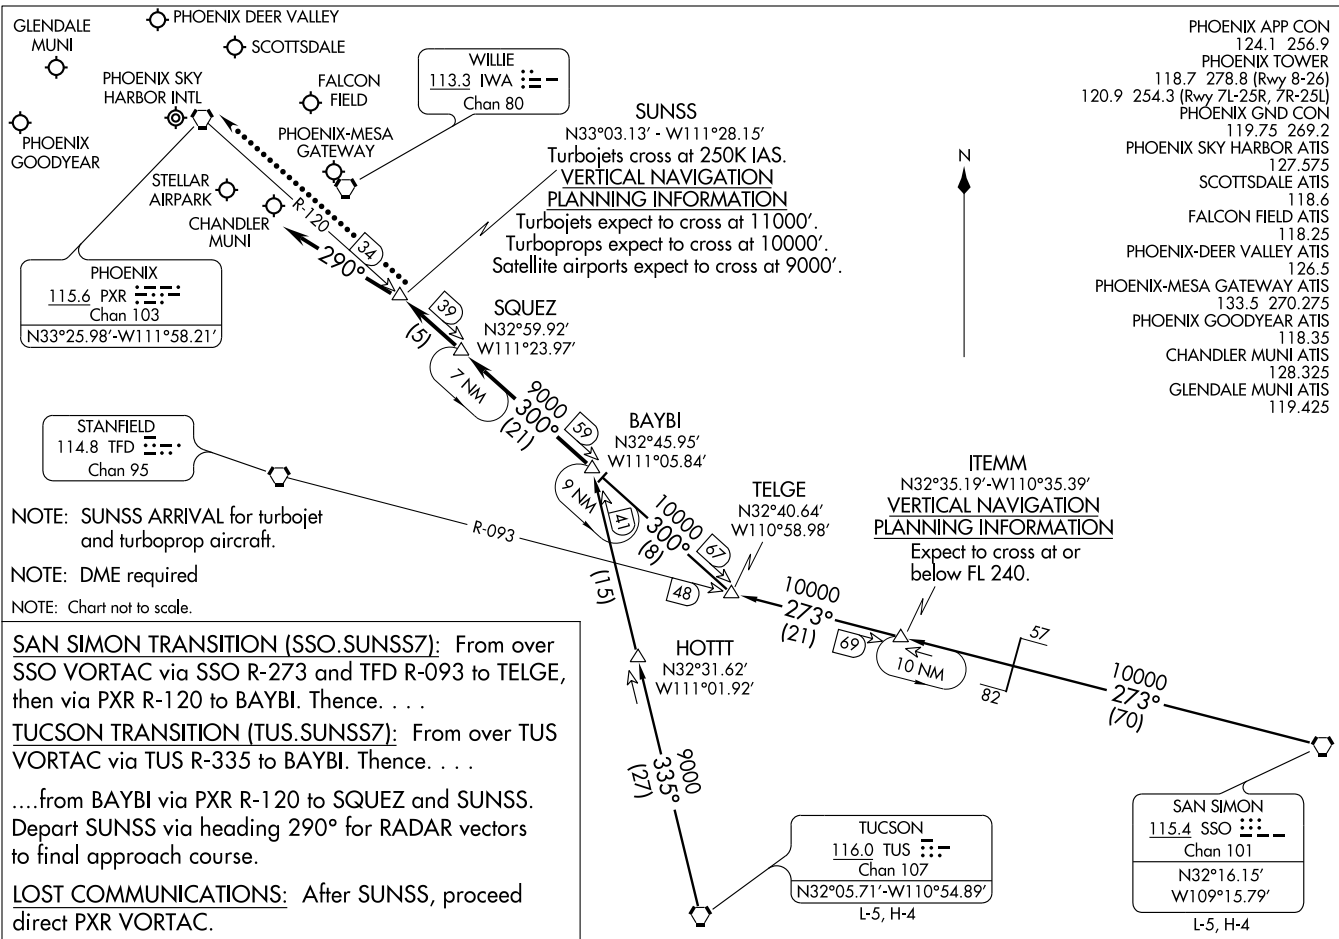 GLENDALE
MUNI
PHOENIX DEER VALLEY
SCOTTSDALE
PHOENIX SKY
HARBOR INTL
FALCON
FIELD
PHOENIX
GOODYEAR
PHOENIX-MESA
GATEWAY
STELLAR
AIRPARK
CHANDLER
MUNI
WILLIE
113.3 IWA
Chan 80
SUNSS
N33°03.13' - W111°28.15'
Turbojets cross at 250K IAS.
VERTICAL NAVIGATION
PLANNING INFORMATION
Turbojets expect to cross at 11000'.
Turboprops expect to cross at 10000'.
Satellite airports expect to cross at 9000'.
N
PHOENIX APP CON
124.1 256.9
PHOENIX TOWER
118.7 278.8 (Rwy 8-26)
120.9 254.3 (Rwy 7L-25R, 7R-25L)
PHOENIX GND CON
119.75 269.2
PHOENIX SKY HARBOR ATIS
127.575
SCOTTSDALE ATIS
118.6
FALCON FIELD ATIS
118.25
PHOENIX-DEER VALLEY ATIS
126.5
PHOENIX-MESA GATEWAY ATIS
133.5 270.275
PHOENIX GOODYEAR ATIS
118.35
CHANDLER MUNI ATIS
128.325
GLENDALE MUNI ATIS
119.425
PHOENIX
115.6 PXR
Chan 103
N33°25.98'-W111°58.21'
R-120
34
290°
39
(5)
SQUEZ
N32°59.92'
W111°23.97'
7 NM
9000
300°
(21)
59
BAYBI
N32°45.95'
W111°05.84'
9 NM
41
10000
300°
(8)
67
TELGE
N32°40.64'
W110°58.98'
STANFIELD
114.8 TFD
Chan 95
R-093
48
ITEMM
N32°35.19'-W110°35.39'
VERTICAL NAVIGATION
PLANNING INFORMATION
Expect to cross at or
below FL 240.
10000
273°
(21)
69
10 NM
57
82
10000
273°
(70)
(15)
HOTTT
N32°31.62'
W111°01.92'
9000
335°
(27)
NOTE: SUNSS ARRIVAL for turbojet
and turboprop aircraft.
NOTE: DME required
NOTE: Chart not to scale.
SAN SIMON TRANSITION (SSO.SUNSS7): From over
SSO VORTAC via SSO R-273 and TFD R-093 to TELGE,
then via PXR R-120 to BAYBI. Thence. . . .
TUCSON TRANSITION (TUS.SUNSS7): From over TUS
VORTAC via TUS R-335 to BAYBI. Thence. . . .
....from BAYBI via PXR R-120 to SQUEZ and SUNSS.
Depart SUNSS via heading 290° for RADAR vectors
to final approach course.
LOST COMMUNICATIONS: After SUNSS, proceed
direct PXR VORTAC.
TUCSON
116.0 TUS
Chan 107
N32°05.71'-W110°54.89'
L-5, H-4
SAN SIMON
115.4 SSO
Chan 101
N32°16.15'
W109°15.79'
L-5, H-4